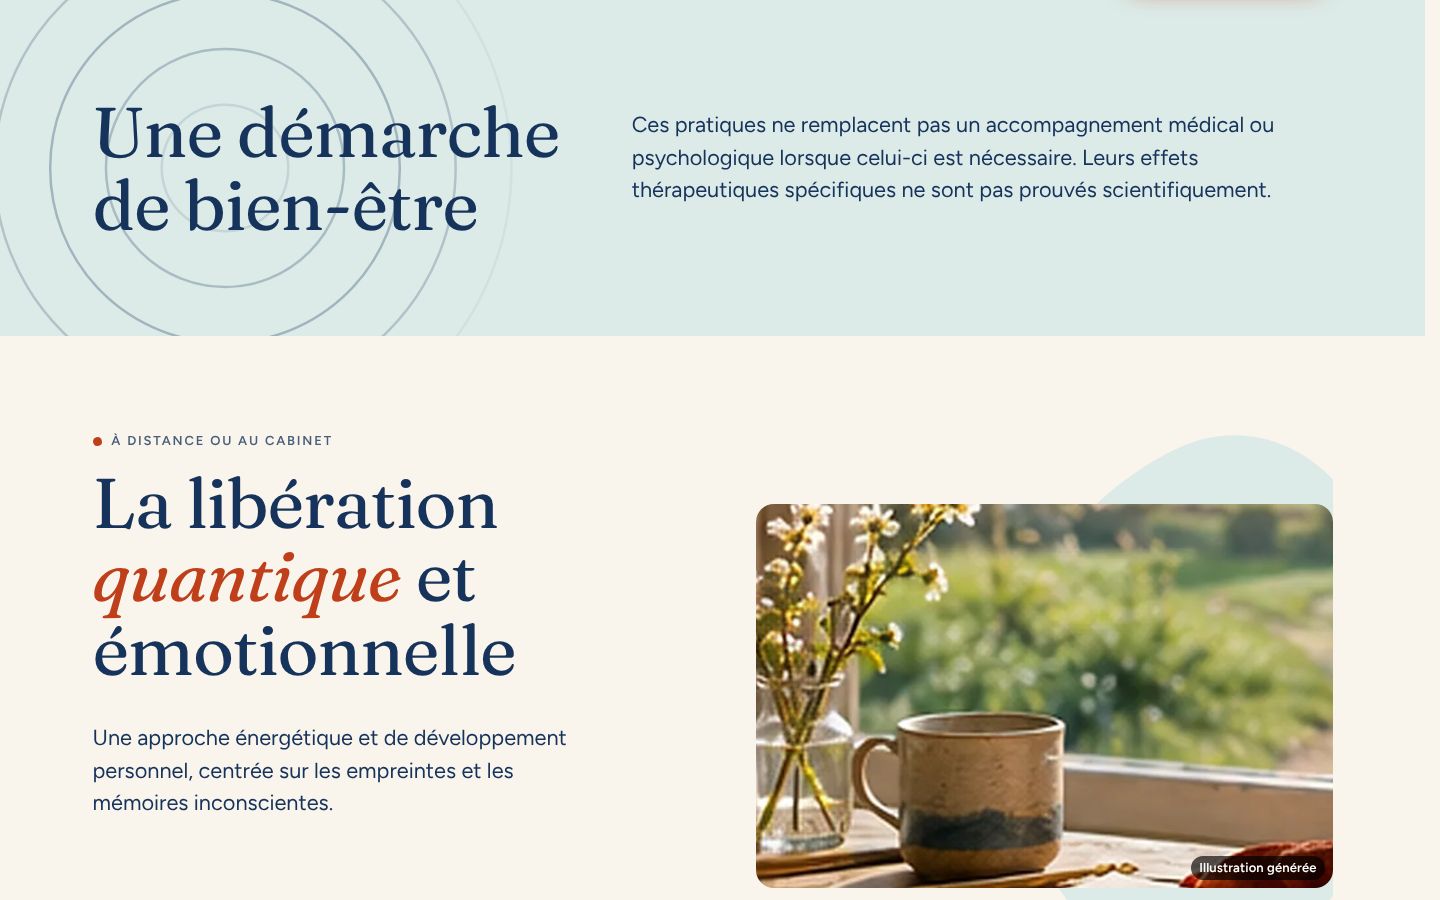 Une démarche
de bien-être
Ces pratiques ne remplacent pas un accompagnement médical ou
psychologique lorsque celui-ci est nécessaire. Leurs effets
thérapeutiques spécifiques ne sont pas prouvés scientifiquement.
À DISTANCE OU AU CABINET
La libération
quantique et
émotionnelle
Une approche énergétique et de développement
personnel, centrée sur les empreintes et les
mémoires inconscientes.
Illustration générée